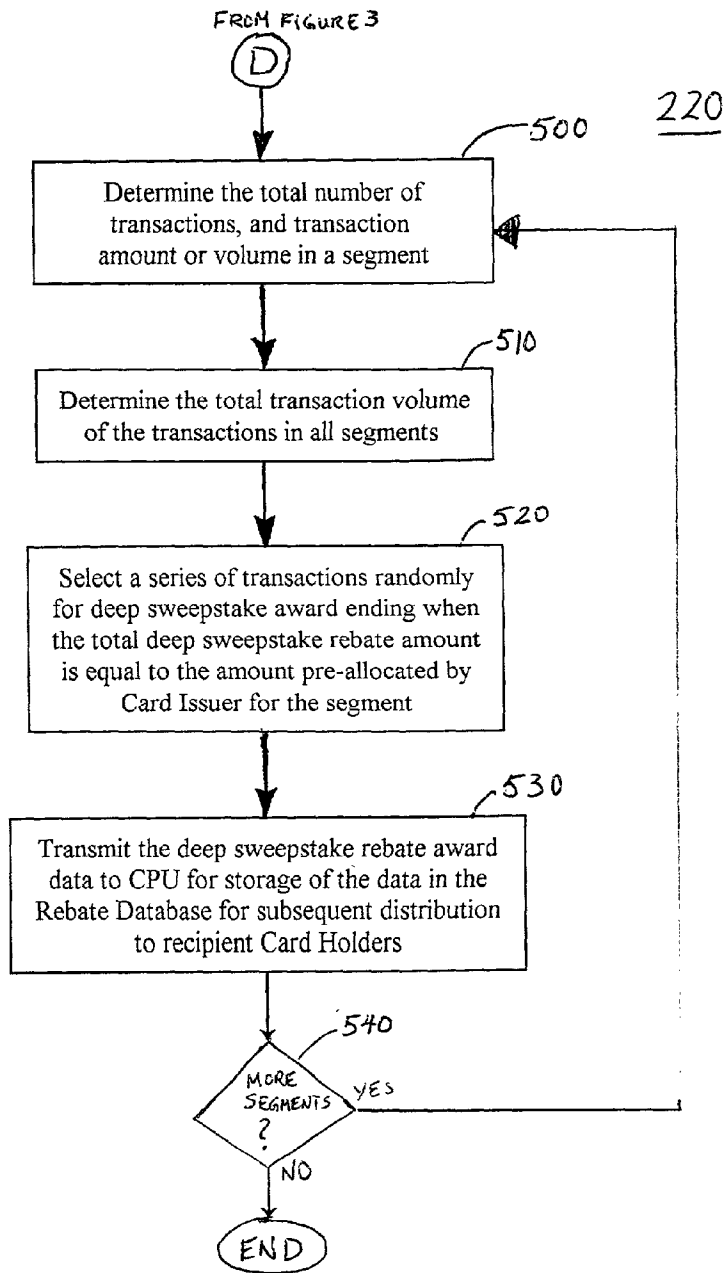 FROM FIGURE 3
D
220
500
Determine the total number of
transactions, and transaction
amount or volume in a segment
510
Determine the total transaction volume
of the transactions in all segments
520
Select a series of transactions randomly
for deep sweepstake award ending when
the total deep sweepstake rebate amount
is equal to the amount pre-allocated by
Card Issuer for the segment
530
Transmit the deep sweepstake rebate award
data to CPU for storage of the data in the
Rebate Database for subsequent distribution
to recipient Card Holders
540
MORE
SEGMENTS
?
YES
NO
END